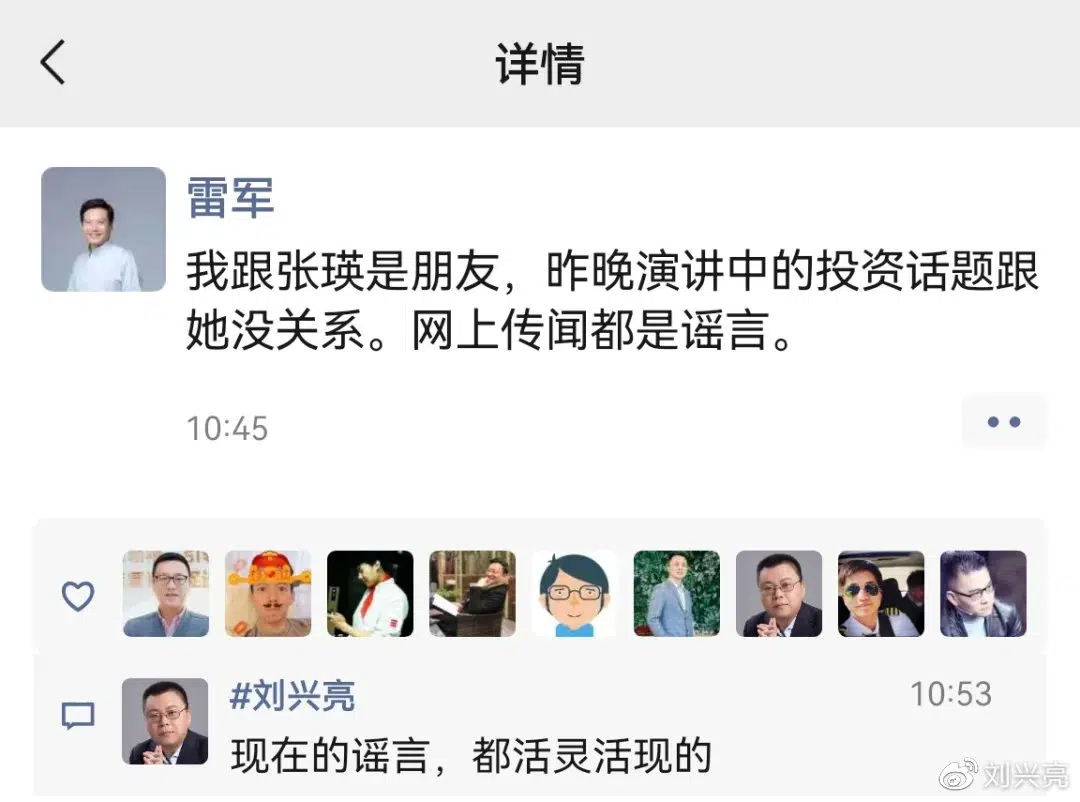 详情
雷军
我跟张瑛是朋友，昨晚演讲中的投资话题跟
她没关系。网上传闻都是谣言。
10:45
#刘兴亮
10:53
现在的谣言，都活灵活现的
刘兴亮